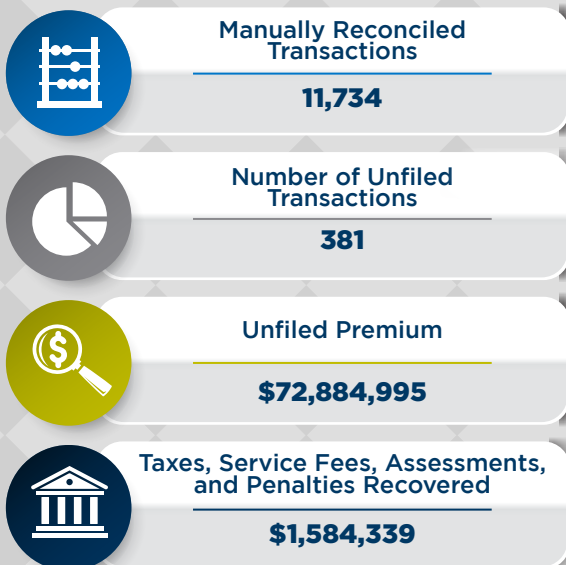 Manually Reconciled
Transactions
11,734
Number of Unfiled
Transactions
381
Unfiled Premium
$72,884,995
Taxes, Service Fees, Assessments,
and Penalties Recovered
$1,584,339